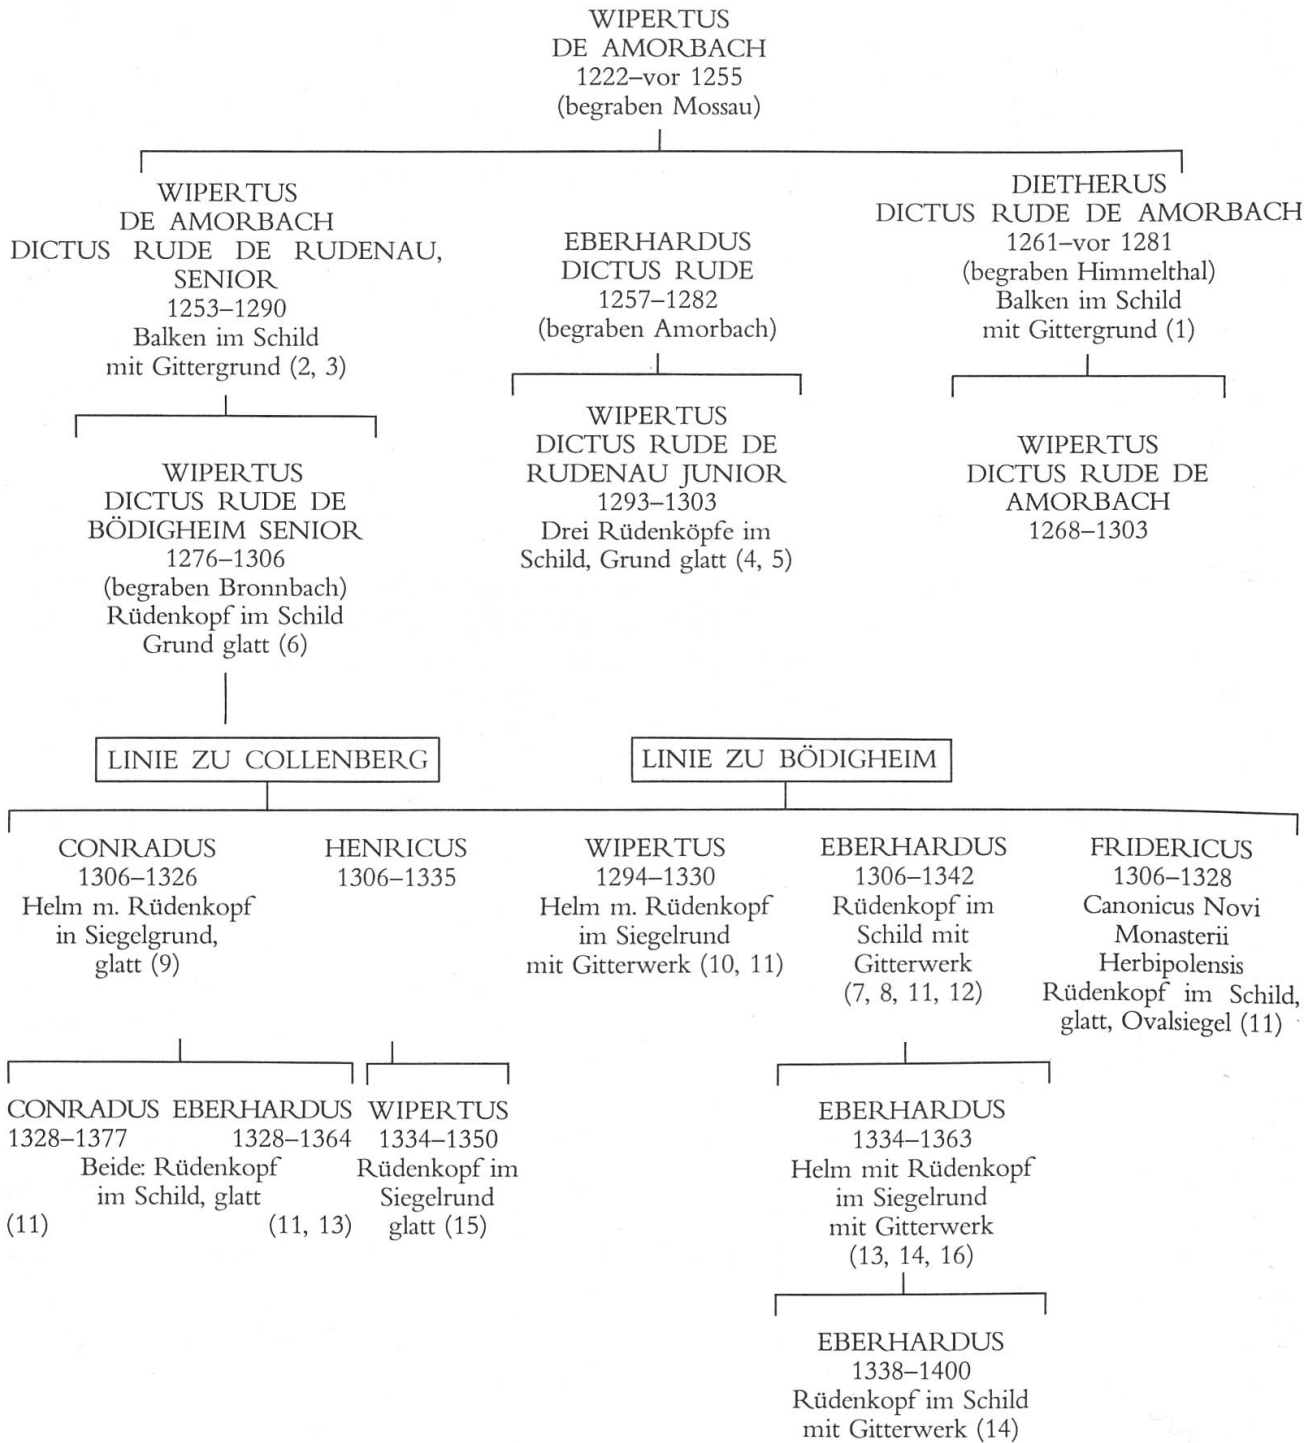 WIPERTUS
DE AMORBACH
1222–vor 1255
(begraben Mossau)
WIPERTUS
DE AMORBACH
DICTUS RUDE DE RUDENAU,
SENIOR
1253–1290
Balken im Schild
mit Gittergrund (2, 3)
EBERHARDUS
DICTUS RUDE
1257–1282
(begraben Amorbach)
DIETHERUS
DICTUS RUDE DE AMORBACH
1261–vor 1281
(begraben Himmelthal)
Balken im Schild
mit Gittergrund (1)
WIPERTUS
DICTUS RUDE DE
BÖDIGHEIM SENIOR
1276–1306
(begraben Bronnbach)
Rüdenkopf im Schild
Grund glatt (6)
WIPERTUS
DICTUS RUDE DE
RUDENAU JUNIOR
1293–1303
Drei Rüdenköpfe im
Schild, Grund glatt (4, 5)
WIPERTUS
DICTUS RUDE DE
AMORBACH
1268–1303
LINIE ZU COLLENBERG
LINIE ZU BÖDIGHEIM
CONRADUS
1306–1326
Helm m. Rüdenkopf
in Siegelgrund,
glatt (9)
HENRICUS
1306–1335
WIPERTUS
1294–1330
Helm m. Rüdenkopf
im Siegelrund
mit Gitterwerk (10, 11)
EBERHARDUS
1306–1342
Rüdenkopf im
Schild mit
Gitterwerk
(7, 8, 11, 12)
FRIDERICUS
1306–1328
Canonicus Novi
Monasterii
Herbipolensis
Rüdenkopf im Schild,
glatt, Ovalsiegel (11)
CONRADUS EBERHARDUS
1328–1377 1328–1364
Beide: Rüdenkopf
im Schild, glatt
(11) (11, 13)
WIPERTUS
1334–1350
Rüdenkopf im
Siegelrund
glatt (15)
EBERHARDUS
1334–1363
Helm mit Rüdenkopf
im Siegelrund
mit Gitterwerk
(13, 14, 16)
EBERHARDUS
1338–1400
Rüdenkopf im Schild
mit Gitterwerk (14)